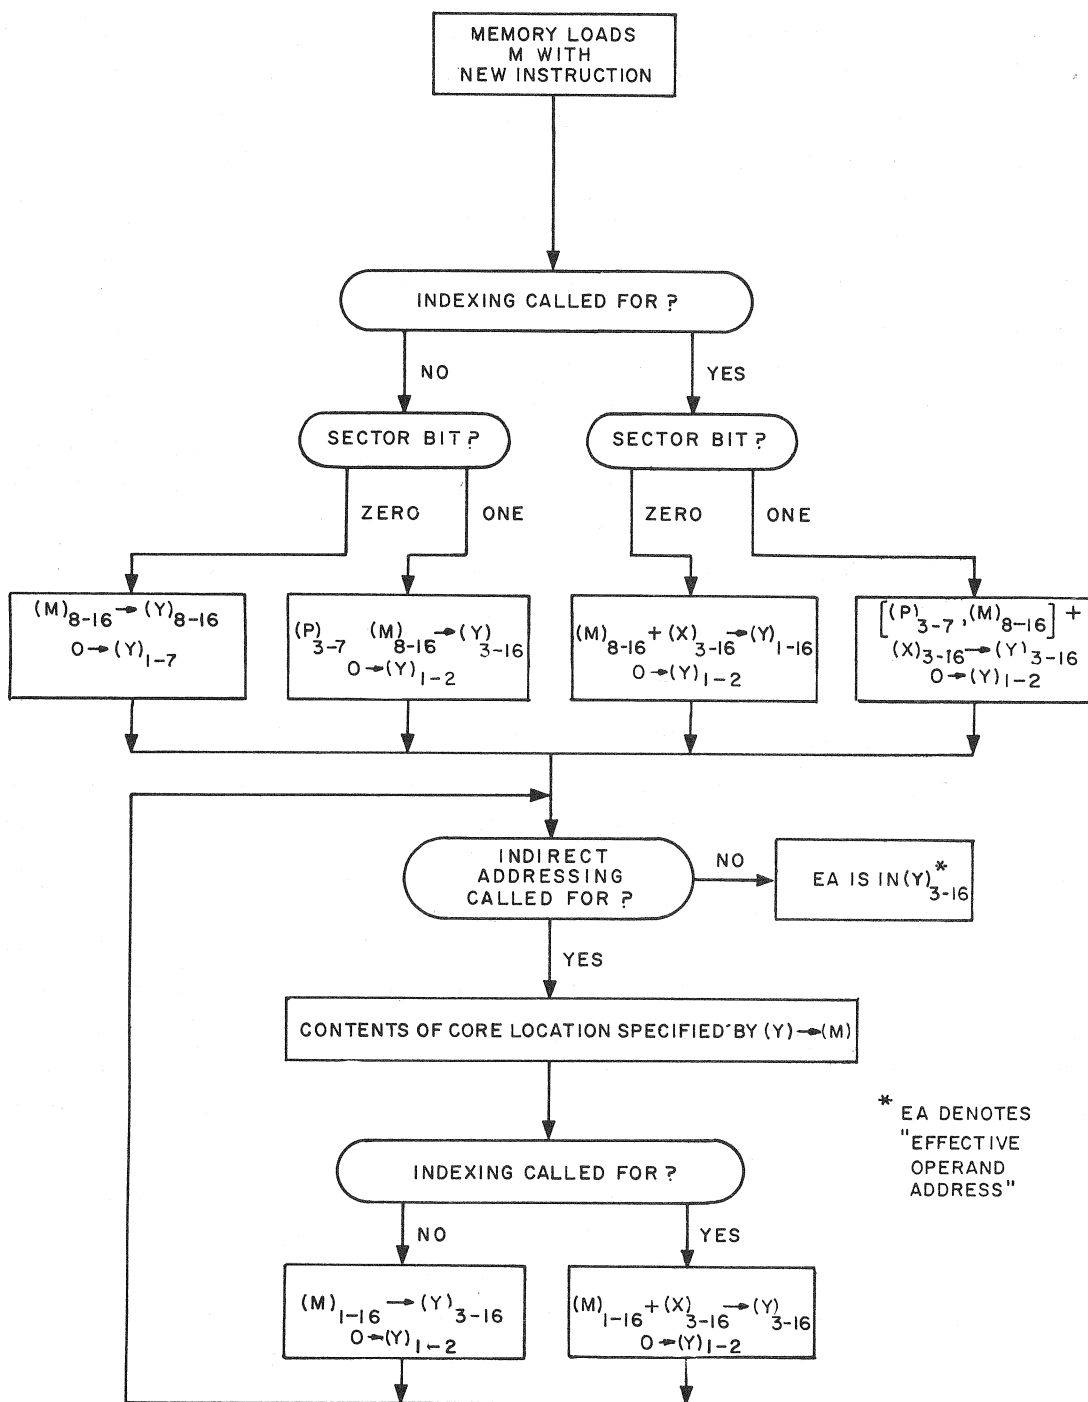 MEMORY LOADS
M WITH
NEW INSTRUCTION
INDEXING CALLED FOR ?
NO
YES
SECTOR BIT ?
SECTOR BIT ?
ZERO
ONE
ZERO
ONE
(M)8-16 → (Y)8-16
0 → (Y)1-7
(P)3-7 (M)8-16 → (Y)3-16
0 → (Y)1-2
(M)8-16 + (X)3-16 → (Y)1-16
0 → (Y)1-2
[(P)3-7, (M)8-16] +
(X)3-16 → (Y)3-16
0 → (Y)1-2
INDIRECT
ADDRESSING
CALLED FOR ?
NO
EA IS IN (Y)*3-16
YES
CONTENTS OF CORE LOCATION SPECIFIED BY (Y) → (M)
* EA DENOTES
"EFFECTIVE
OPERAND
ADDRESS"
INDEXING CALLED FOR ?
NO
YES
(M)1-16 → (Y)3-16
0 → (Y)1-2
(M)1-16 + (X)3-16 → (Y)3-16
0 → (Y)1-2